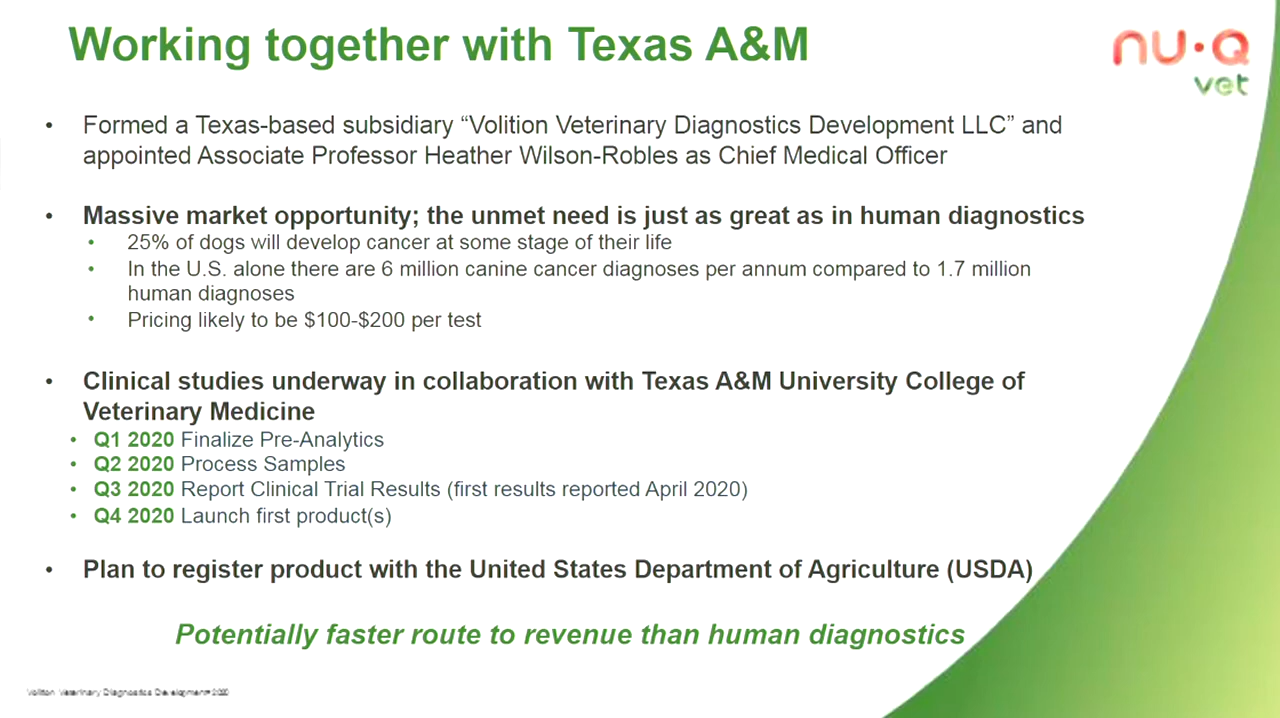 Working together with Texas A&M
nu•Q
vet
• Formed a Texas-based subsidiary “Volition Veterinary Diagnostics Development LLC” and
appointed Associate Professor Heather Wilson-Robles as Chief Medical Officer
• Massive market opportunity; the unmet need is just as great as in human diagnostics
• 25% of dogs will develop cancer at some stage of their life
• In the U.S. alone there are 6 million canine cancer diagnoses per annum compared to 1.7 million
human diagnoses
• Pricing likely to be $100-$200 per test
• Clinical studies underway in collaboration with Texas A&M University College of
Veterinary Medicine
• Q1 2020 Finalize Pre-Analytics
• Q2 2020 Process Samples
• Q3 2020 Report Clinical Trial Results (first results reported April 2020)
• Q4 2020 Launch first product(s)
• Plan to register product with the United States Department of Agriculture (USDA)
Potentially faster route to revenue than human diagnostics
Volition Veterinary Diagnostics Development 2020